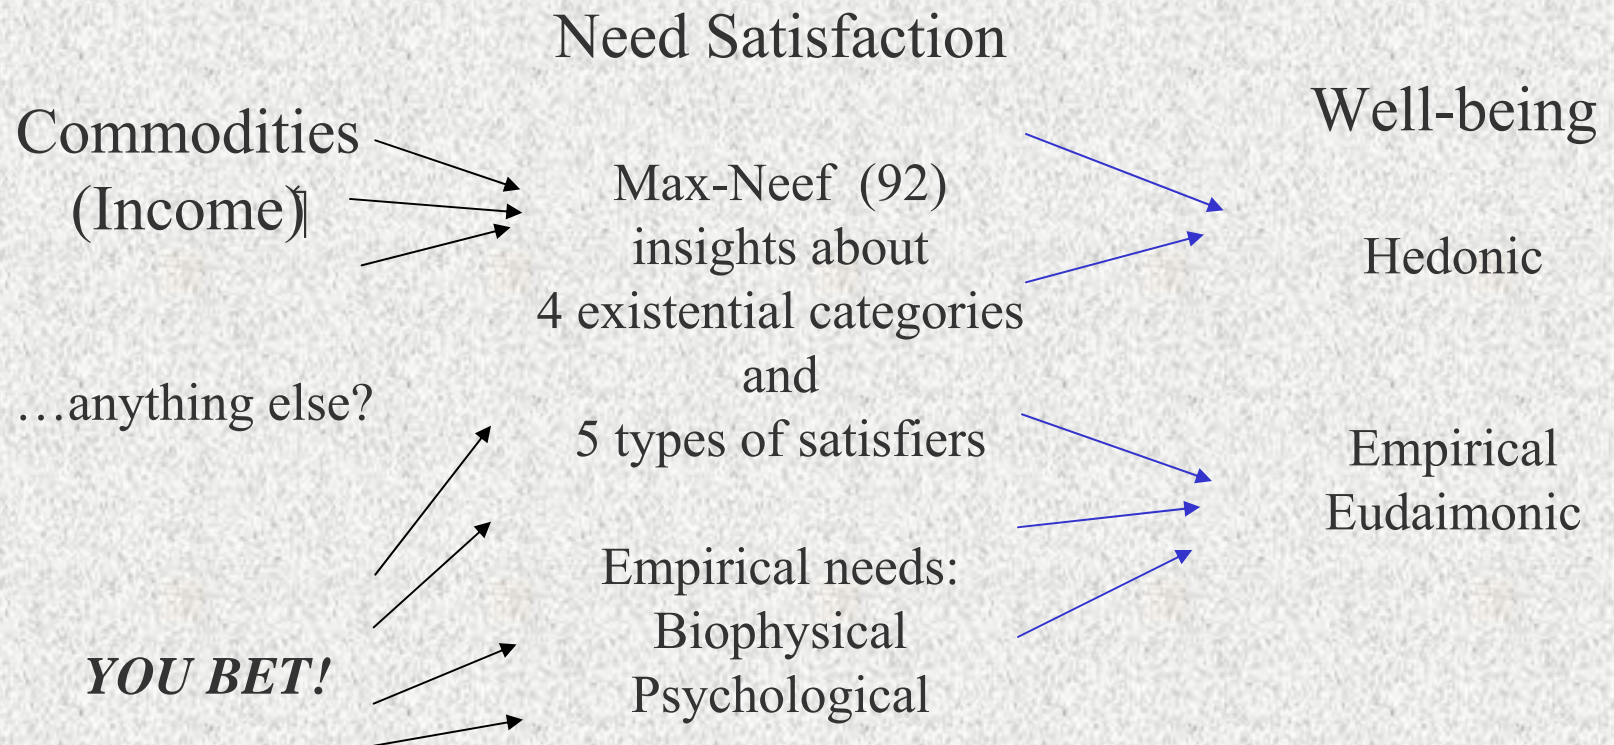 Need Satisfaction
Commodities
(Income)
…anything else?
YOU BET!
Max-Neef (92)
insights about
4 existential categories
and
5 types of satisfiers
Empirical needs:
Biophysical
Psychological
Well-being
Hedonic
Empirical
Eudaimonic